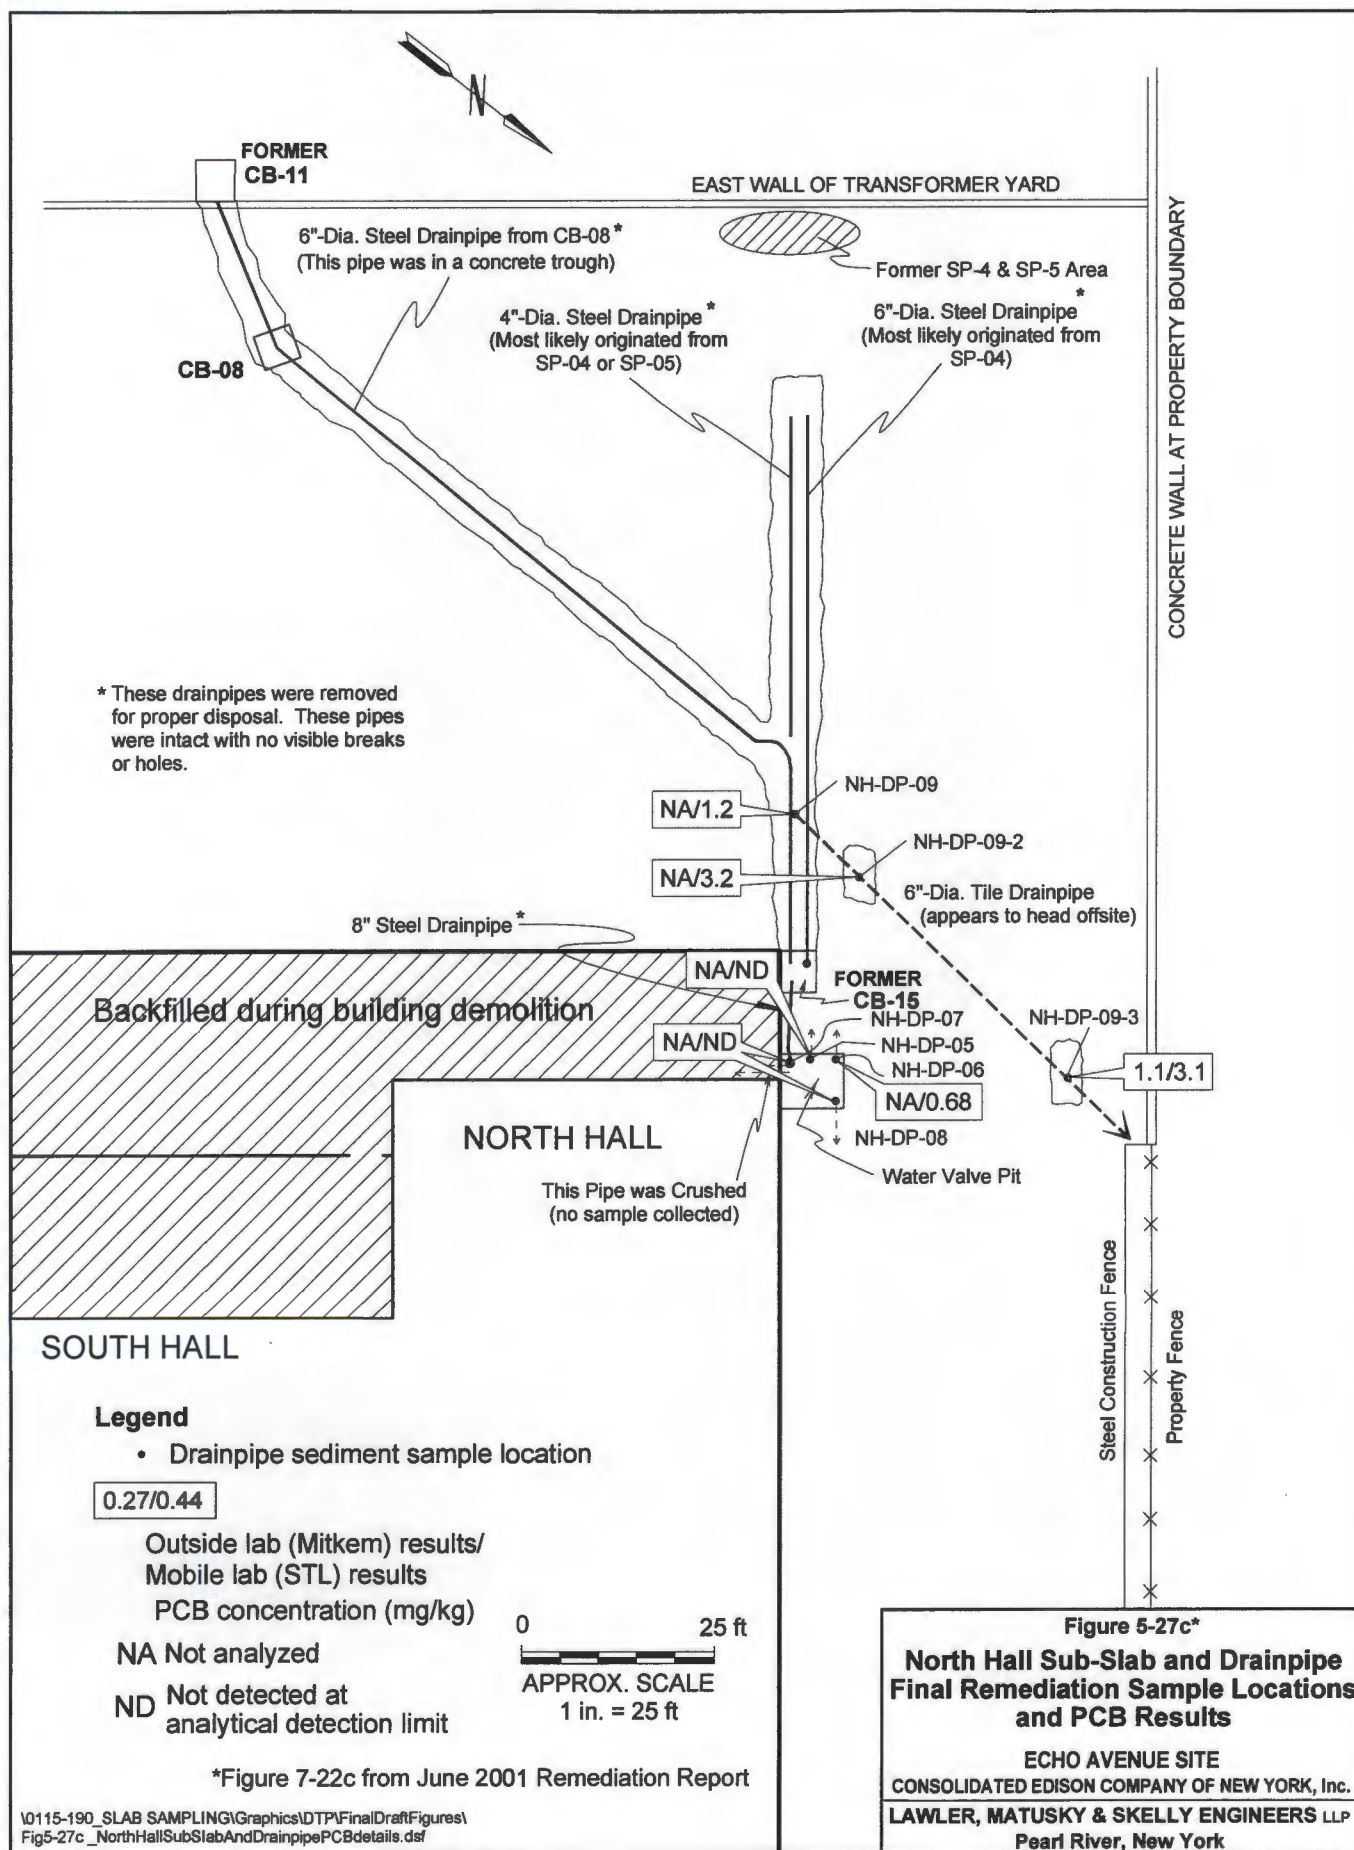 N
FORMER
CB-11
EAST WALL OF TRANSFORMER YARD
6"-Dia. Steel Drainpipe from CB-08 *
(This pipe was in a concrete trough)
Former SP-4 & SP-5 Area
4"-Dia. Steel Drainpipe *
(Most likely originated from
SP-04 or SP-05)
6"-Dia. Steel Drainpipe *
(Most likely originated from
SP-04)
CB-08
CONCRETE WALL AT PROPERTY BOUNDARY
* These drainpipes were removed
for proper disposal. These pipes
were intact with no visible breaks
or holes.
NH-DP-09
NA/1.2
NH-DP-09-2
NA/3.2
6"-Dia. Tile Drainpipe
(appears to head offsite)
8" Steel Drainpipe *
NA/ND
FORMER
CB-15
Backfilled during building demolition
NH-DP-07
NH-DP-09-3
NA/ND
NH-DP-05
NH-DP-06
1.1/3.1
NA/0.68
NORTH HALL
NH-DP-08
Water Valve Pit
This Pipe was Crushed
(no sample collected)
Steel Construction Fence
Property Fence
SOUTH HALL
Legend
• Drainpipe sediment sample location
0.27/0.44
Outside lab (Mitkem) results/
Mobile lab (STL) results
PCB concentration (mg/kg)
NA Not analyzed
ND Not detected at
analytical detection limit
0 25 ft
APPROX. SCALE
1 in. = 25 ft
*Figure 7-22c from June 2001 Remediation Report
\0115-190_SLAB SAMPLING\Graphics\DTP\FinalDraftFigures\
Fig5-27c _NorthHallSubSlabAndDrainpipePCBdetails.dsf
Figure 5-27c*
North Hall Sub-Slab and Drainpipe
Final Remediation Sample Locations
and PCB Results
ECHO AVENUE SITE
CONSOLIDATED EDISON COMPANY OF NEW YORK, Inc.
LAWLER, MATUSKY & SKELLY ENGINEERS LLP
Pearl River, New York